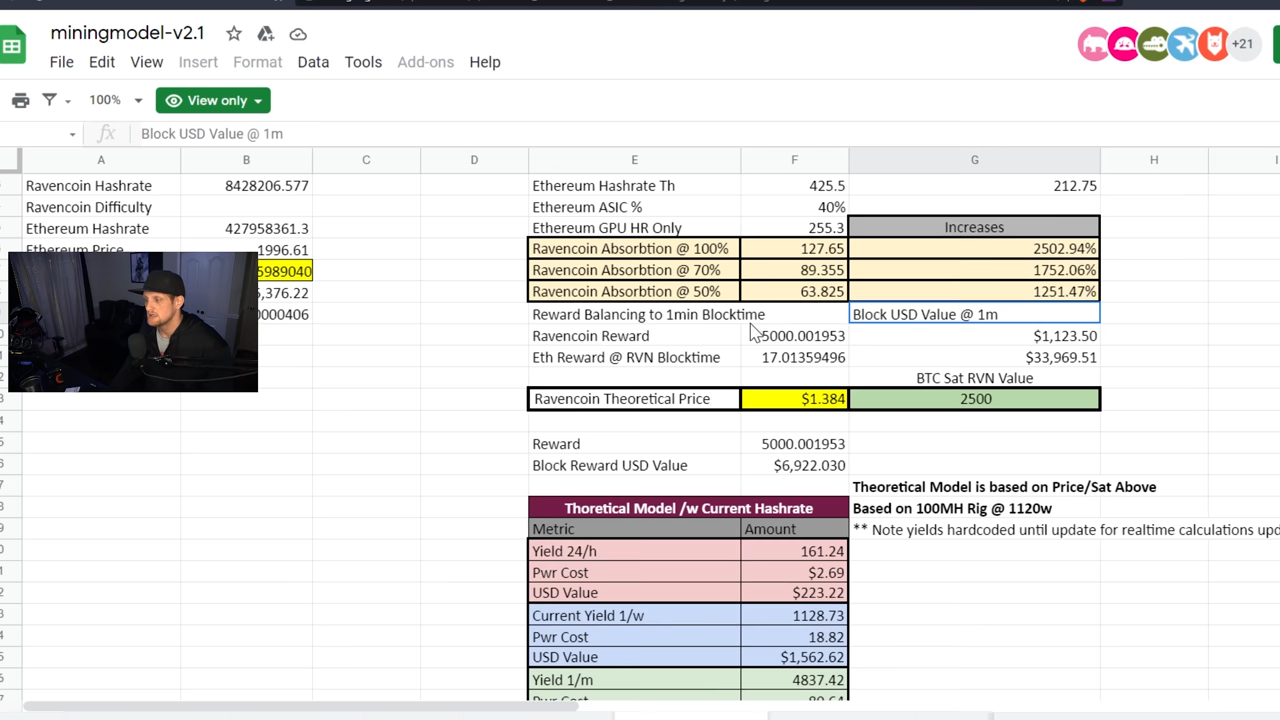 miningmodel-v2.1
+21
File Edit View Insert Format Data Tools Add-ons Help
100% View only
fx Block USD Value @ 1m
A B C D E F G H
Ravencoin Hashrate 8428206.577 Ethereum Hashrate Th 425.5 212.75
Ravencoin Difficulty Ethereum ASIC % 40%
Ethereum Hashrate 427958361.3 Ethereum GPU HR Only 255.3 Increases
Ethereum Price 1996.61 Ravencoin Absorbtion @ 100% 127.65 2502.94%
5989040 Ravencoin Absorbtion @ 70% 89.355 1752.06%
5,376.22 Ravencoin Absorbtion @ 50% 63.825 1251.47%
0000406 Reward Balancing to 1min Blocktime Block USD Value @ 1m
Ravencoin Reward 5000.001953 $1,123.50
Eth Reward @ RVN Blocktime 17.01359496 $33,969.51
BTC Sat RVN Value
Ravencoin Theoretical Price $1.384 2500
Reward 5000.001953
Block Reward USD Value $6,922.030
Theoretical Model is based on Price/Sat Above
Thoretical Model /w Current Hashrate Based on 100MH Rig @ 1120w
Metric Amount ** Note yields hardcoded until update for realtime calculations upd
Yield 24/h 161.24
Pwr Cost $2.69
USD Value $223.22
Current Yield 1/w 1128.73
Pwr Cost 18.82
USD Value $1,562.62
Yield 1/m 4837.42